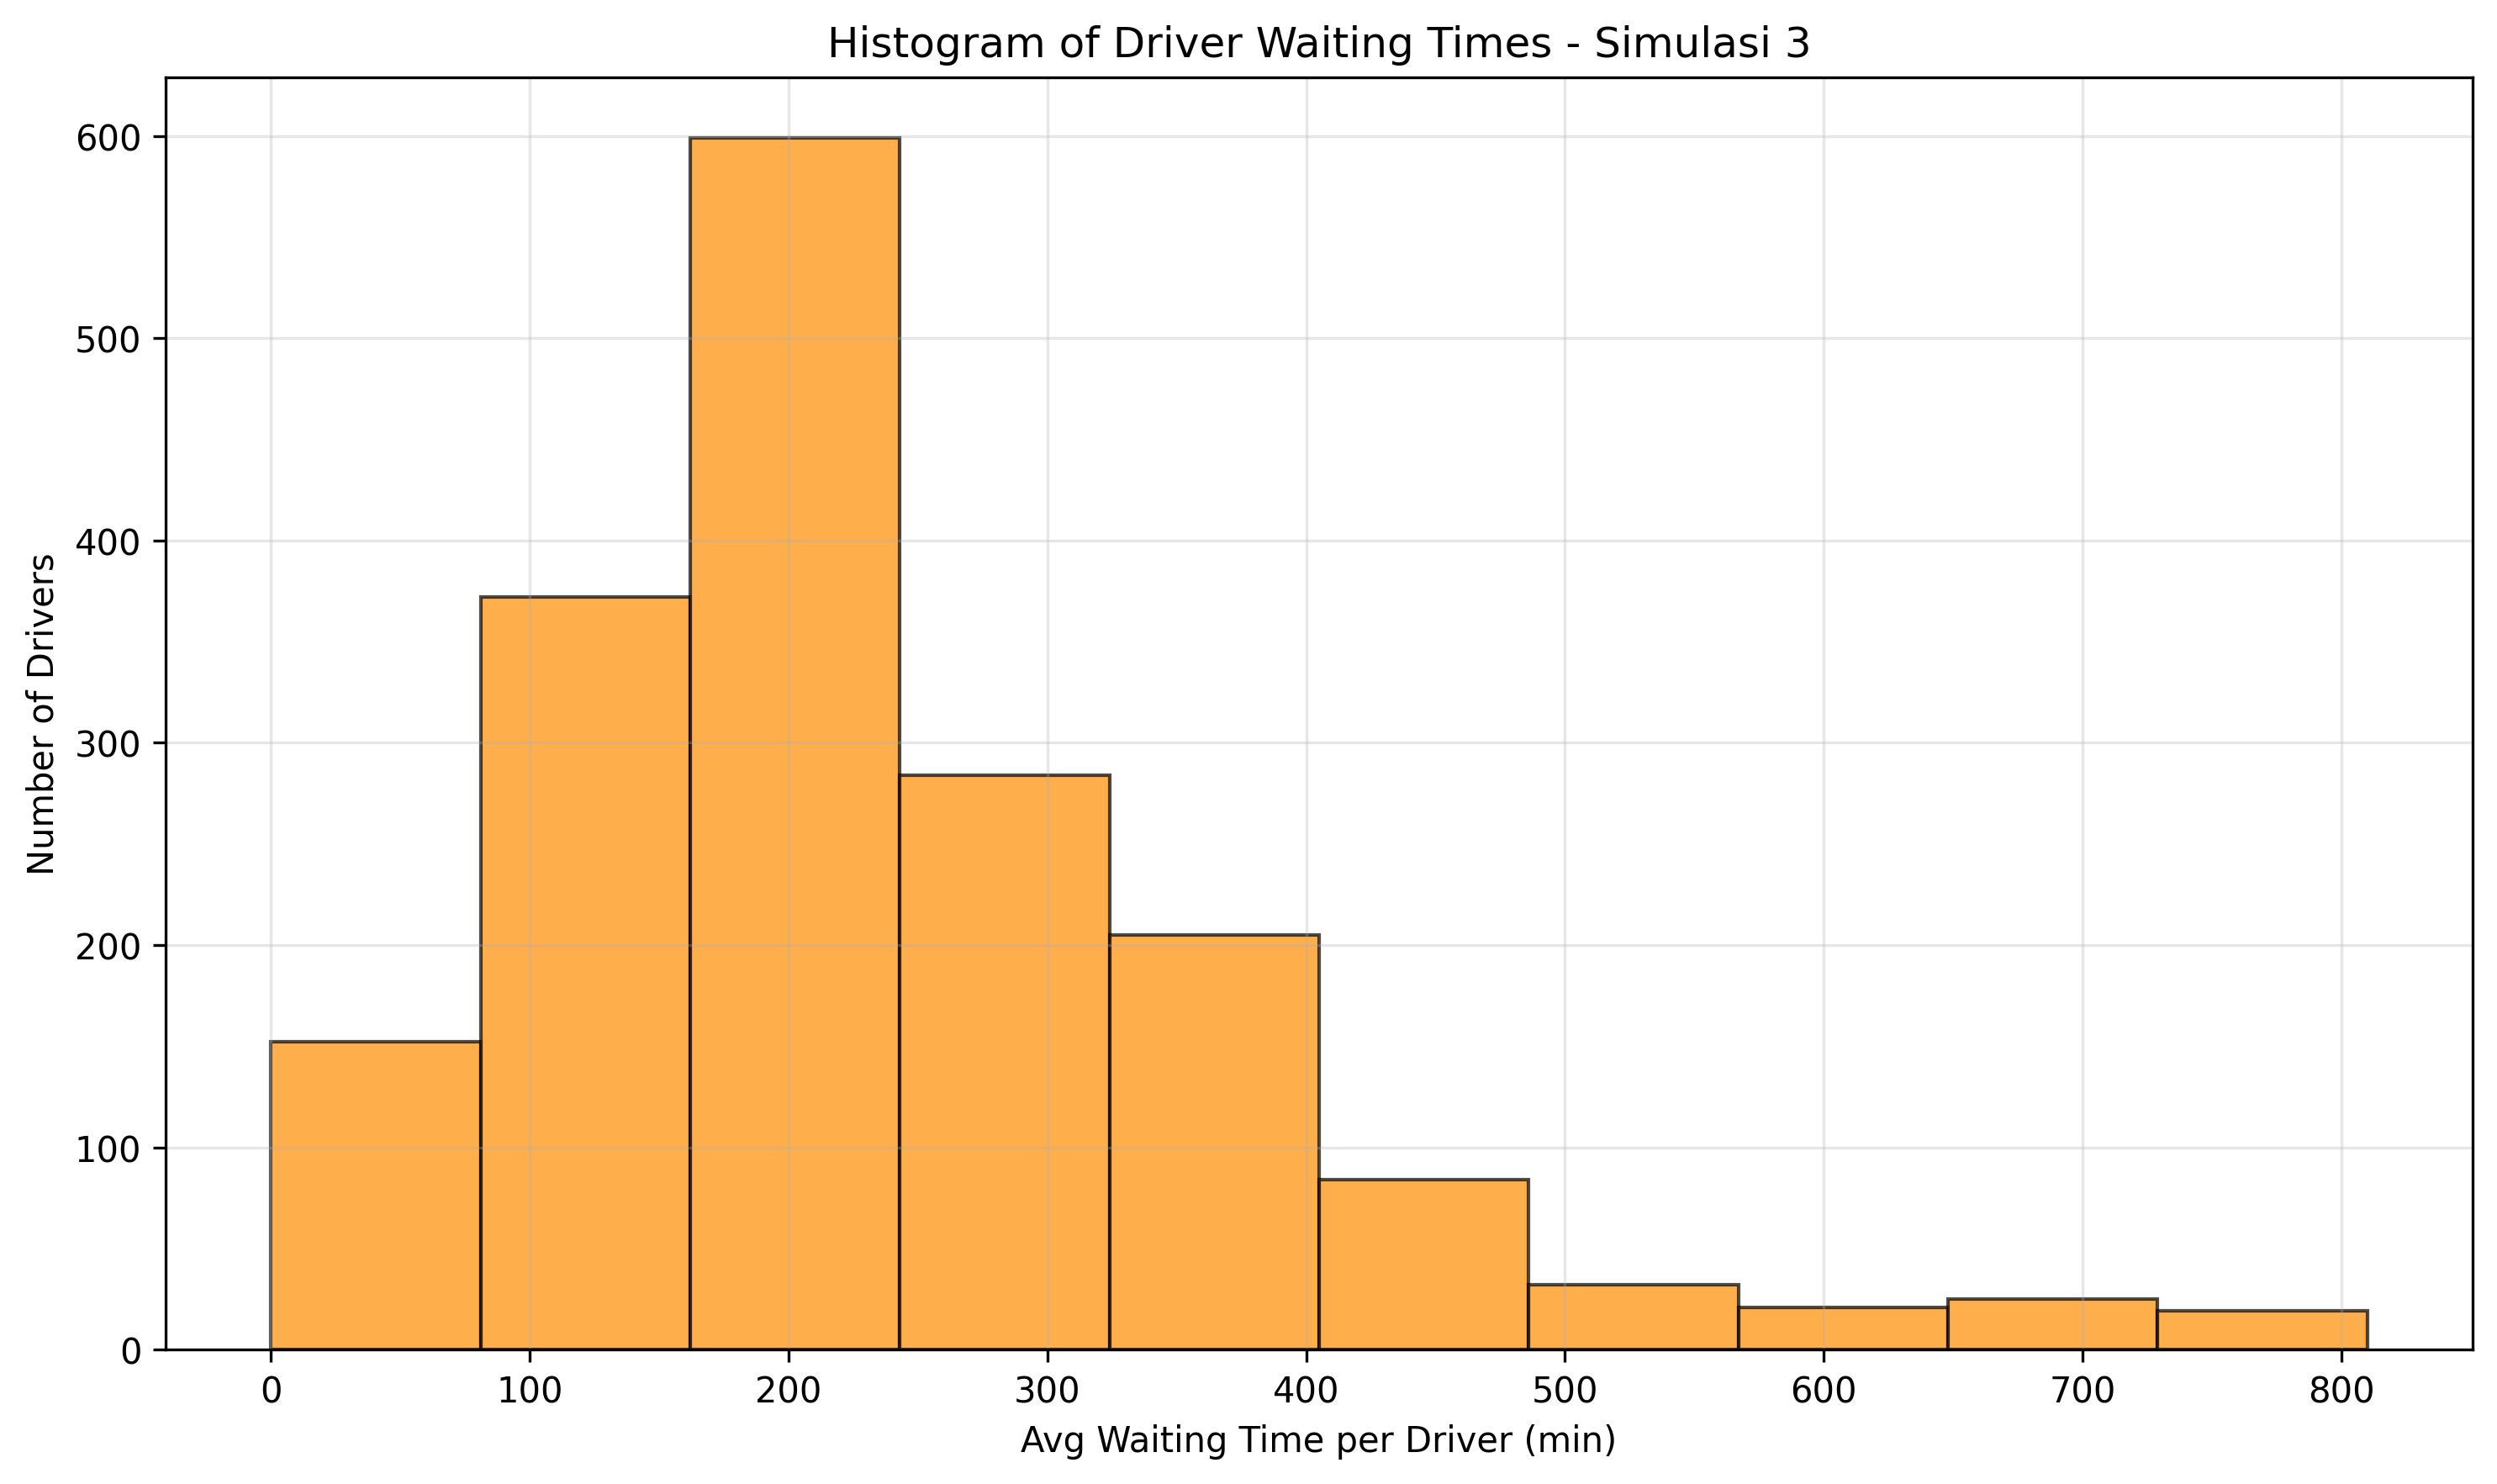 Histogram of Driver Waiting Times - Simulasi 3
Number of Drivers
600
500
400
300
200
100
0
0 100 200 300 400 500 600 700 800
Avg Waiting Time per Driver (min)